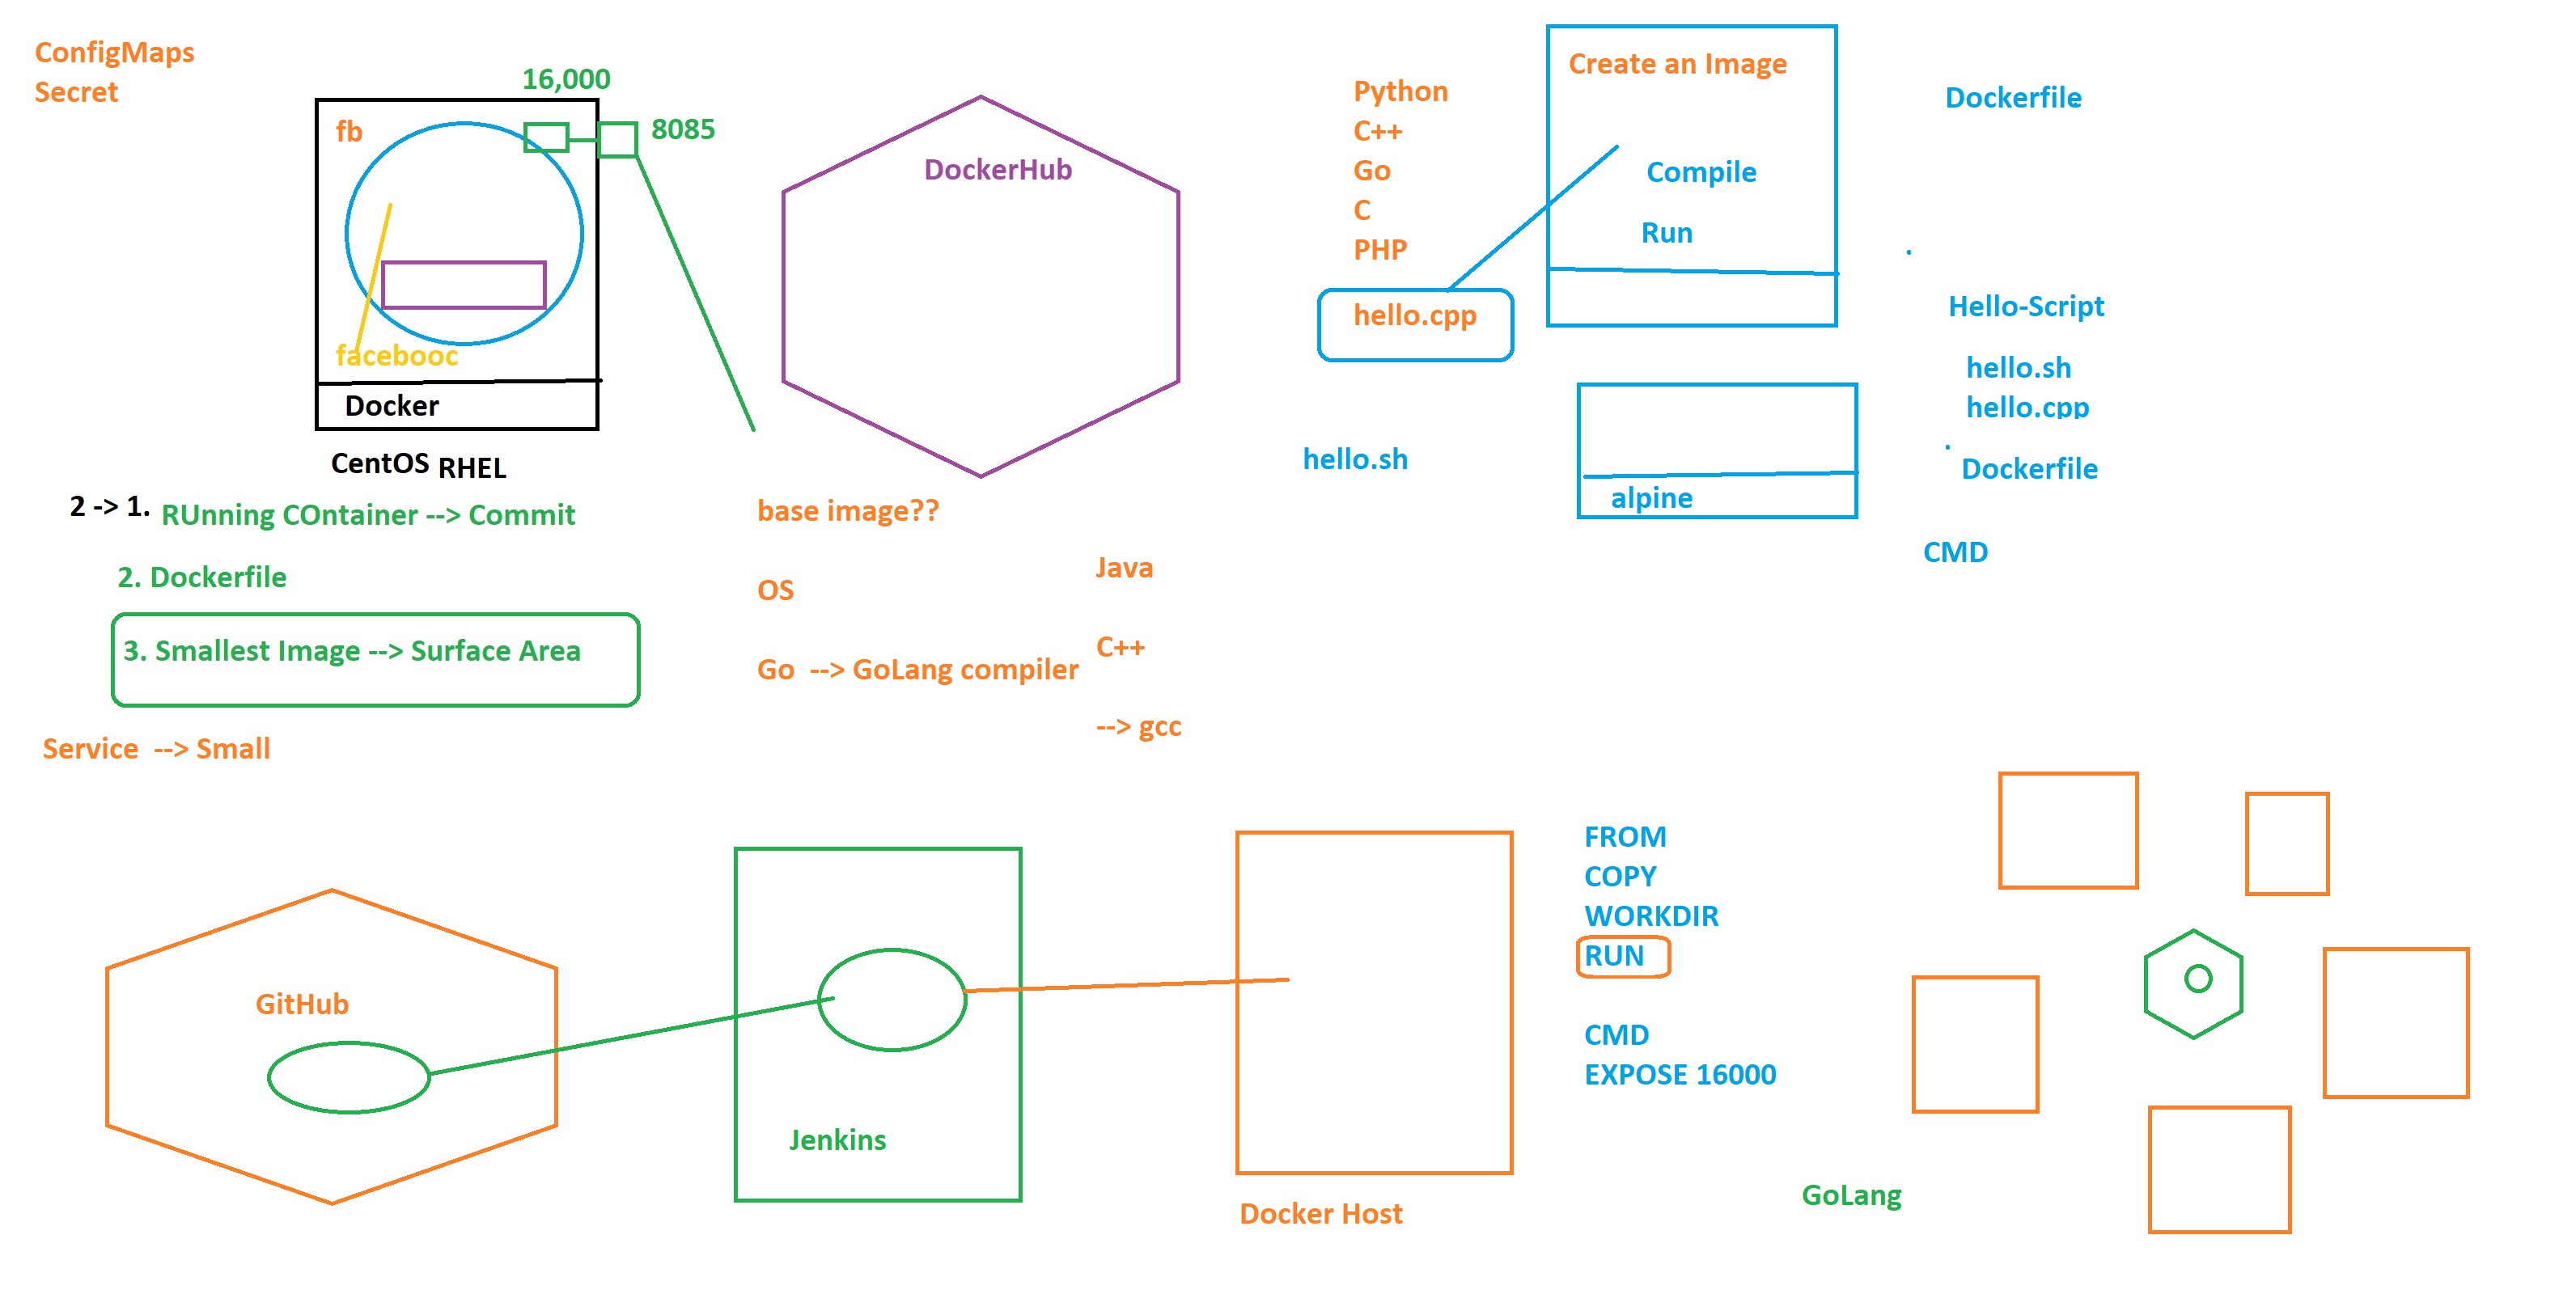 ConfigMaps
Secret
16,000
fb
8085
facebooc
Docker
CentOS RHEL
DockerHub
Python
C++
Go
C
PHP
hello.cpp
hello.sh
Create an Image
Compile
Run
alpine
Dockerfile
Hello-Script
hello.sh
hello.cpp
Dockerfile
CMD
2 -> 1. RUnning COntainer --> Commit
2. Dockerfile
3. Smallest Image --> Surface Area
Service --> Small
base image??
OS
Go --> GoLang compiler
Java
C++
--> gcc
GitHub
Jenkins
Docker Host
FROM
COPY
WORKDIR
RUN
CMD
EXPOSE 16000
GoLang